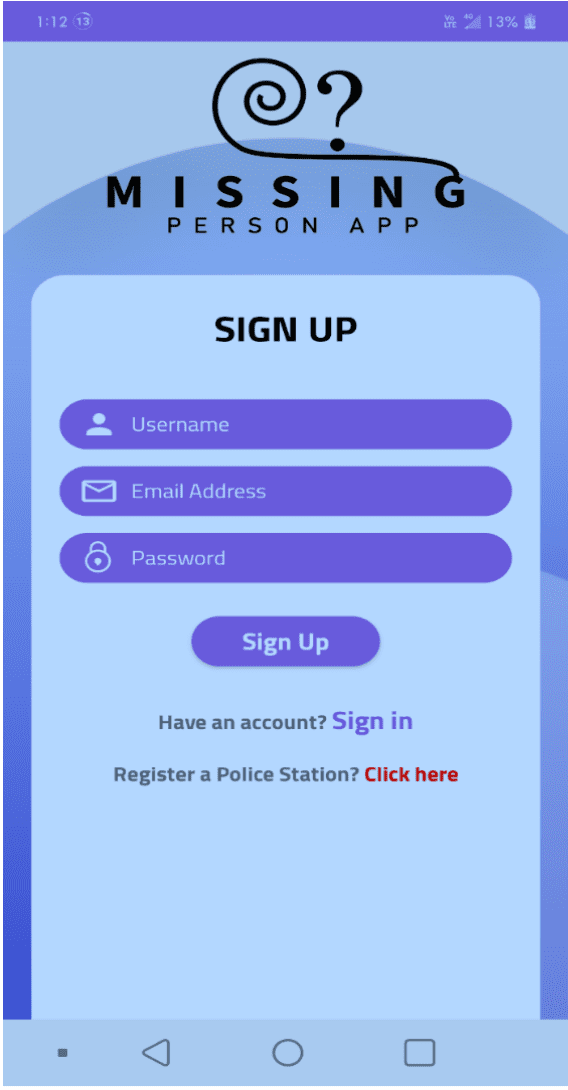 1:12 13 Vo LTE 4G 13%
?
MISSING
PERSON APP
SIGN UP
Username
Email Address
Password
Sign Up
Have an account? Sign in
Register a Police Station? Click here